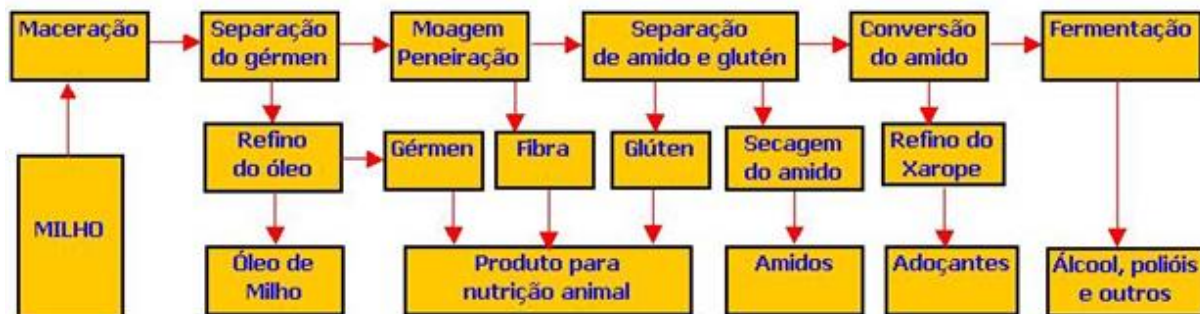 Maceração
Separação
do gérmen
Moagem
Peneiração
Separação
de amido e glutén
Conversão
do amido
Fermentação
Refino
do óleo
Gérmen
Fibra
Glúten
Secagem
do amido
Refino do
Xarope
MILHO
Óleo de
Milho
Produto para
nutrição animal
Amidos
Adoçantes
Álcool, polióis
e outros